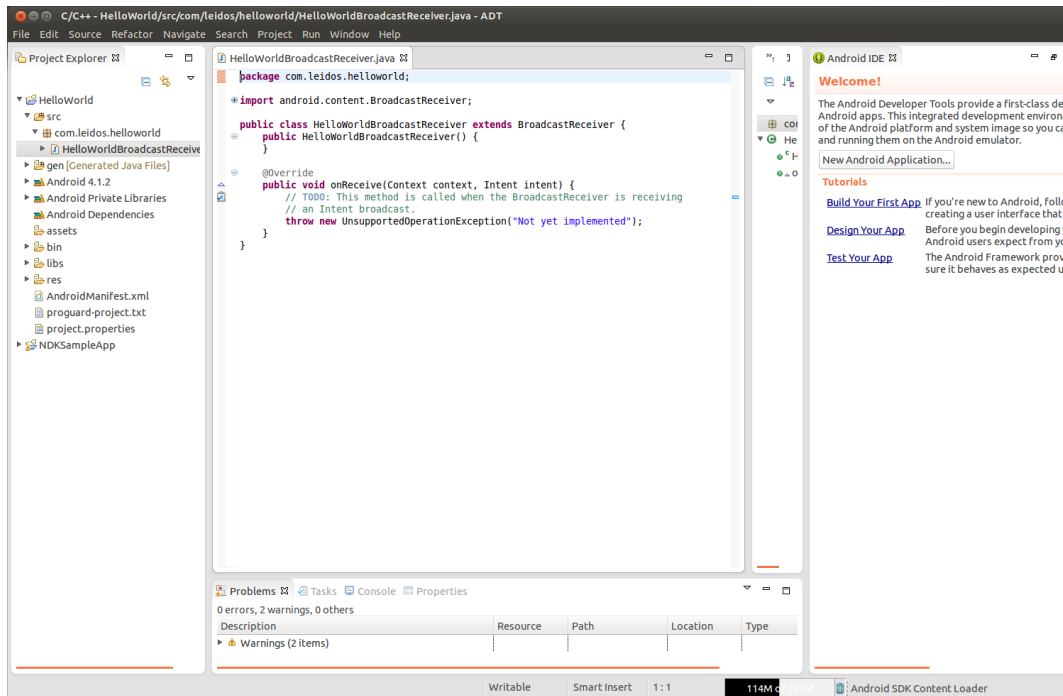 C/C++ - HelloWorld/src/com/leidos/helloworld/HelloWorldBroadcastReceiver.java - ADT
File Edit Source Refactor Navigate Search Project Run Window Help
Project Explorer
HelloWorld
src
com.leidos.helloworld
HelloWorldBroadcastReceive
gen [Generated Java Files]
Android 4.1.2
Android Private Libraries
Android Dependencies
assets
bin
libs
res
AndroidManifest.xml
proguard-project.txt
project.properties
NDKSampleApp
HelloWorldBroadcastReceiver.java
package com.leidos.helloworld;
import android.content.BroadcastReceiver;
public class HelloWorldBroadcastReceiver extends BroadcastReceiver {
public HelloWorldBroadcastReceiver() {
}
@Override
public void onReceive(Context context, Intent intent) {
// TODO: This method is called when the BroadcastReceiver is receiving
// an Intent broadcast.
throw new UnsupportedOperationException("Not yet implemented");
}
}
Problems Tasks Console Properties
0 errors, 2 warnings, 0 others
Description Resource Path Location Type
Warnings (2 items)
con
He
H
o
Android IDE
Welcome!
The Android Developer Tools provide a first-class de
Android apps. This integrated development environ
of the Android platform and system image so you ca
and running them on the Android emulator.
New Android Application...
Tutorials
Build Your First App If you're new to Android, follo
creating a user interface that
Design Your App Before you begin developing
Android users expect from yo
Test Your App The Android Framework prov
sure it behaves as expected u
Writable Smart Insert 1 : 1 114M of Android SDK Content Loader